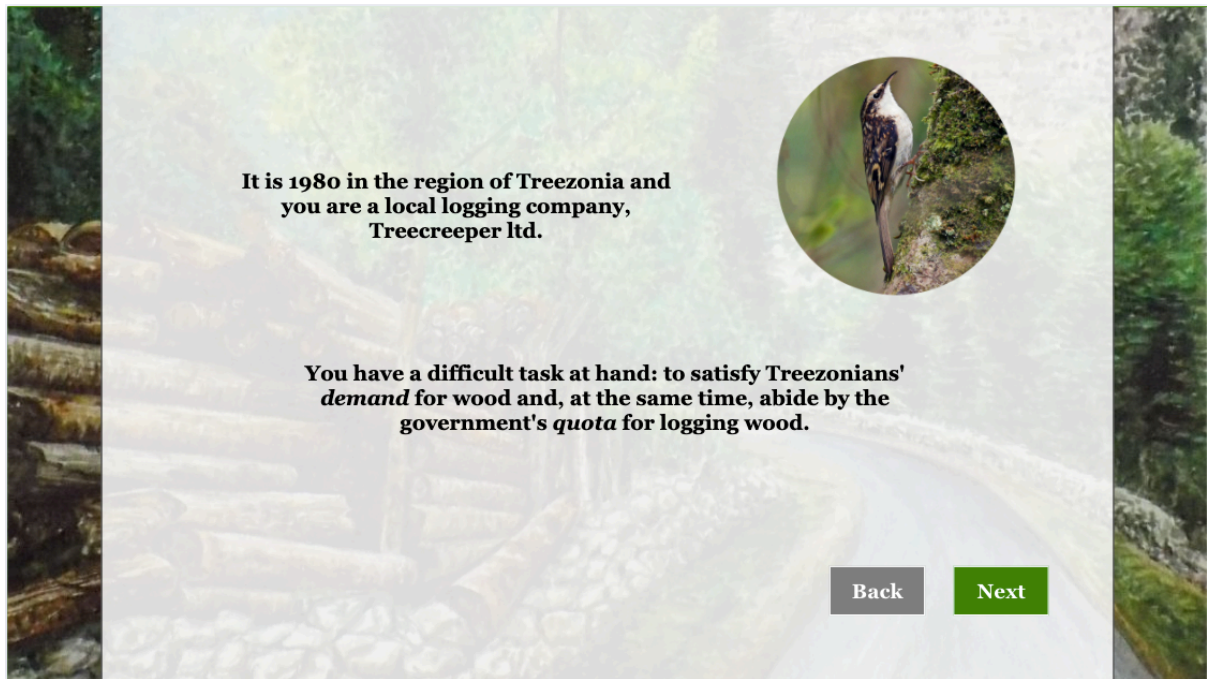 It is 1980 in the region of Treezonia and
you are a local logging company,
Treecreeper ltd.
You have a difficult task at hand: to satisfy Treezonians'
demand for wood and, at the same time, abide by the
government's quota for logging wood.
Back
Next